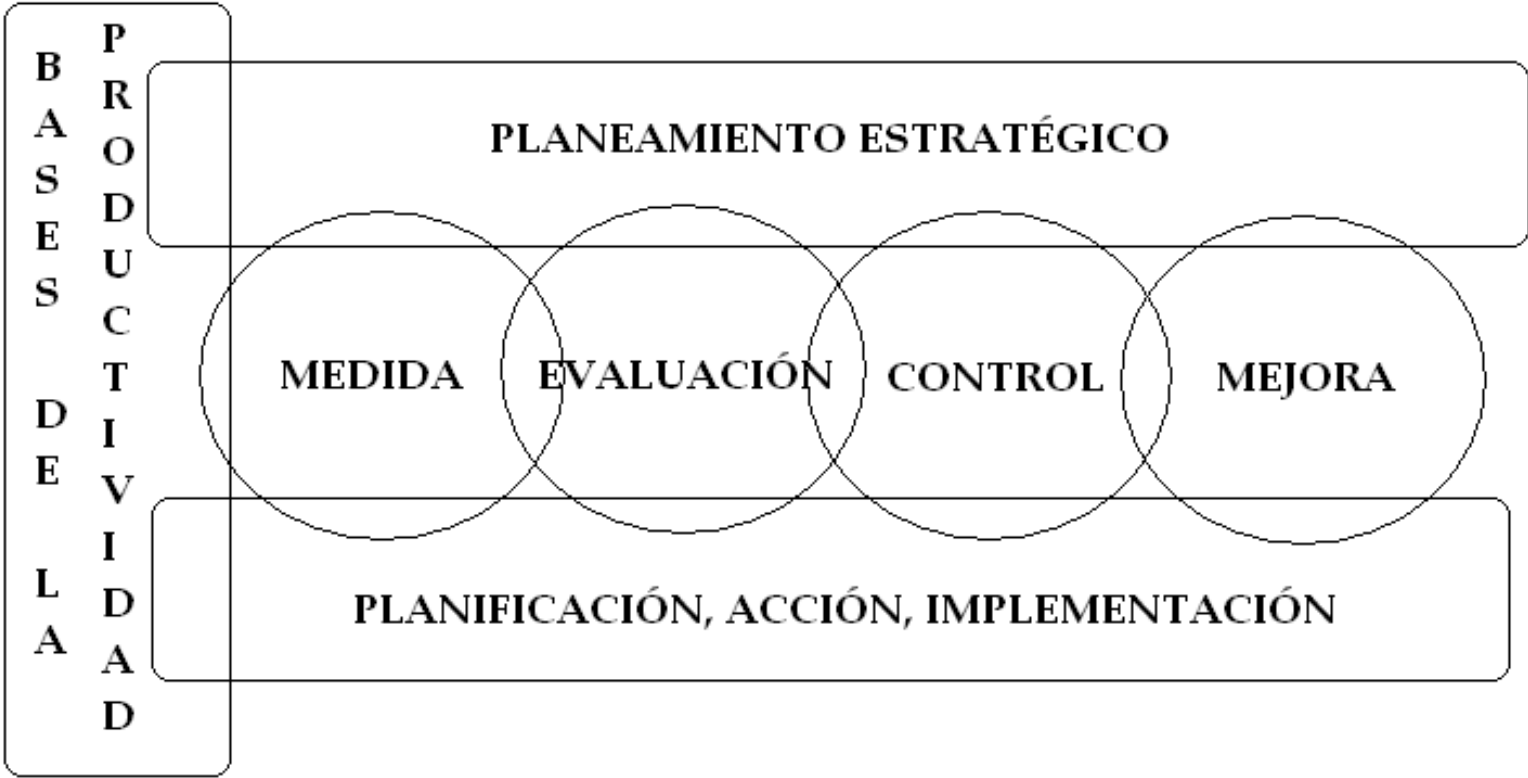 BASES DE LA
PRODUCTIVIDAD
PLANEAMIENTO ESTRATÉGICO
MEDIDA
EVALUACIÓN
CONTROL
MEJORA
PLANIFICACIÓN, ACCIÓN, IMPLEMENTACIÓN